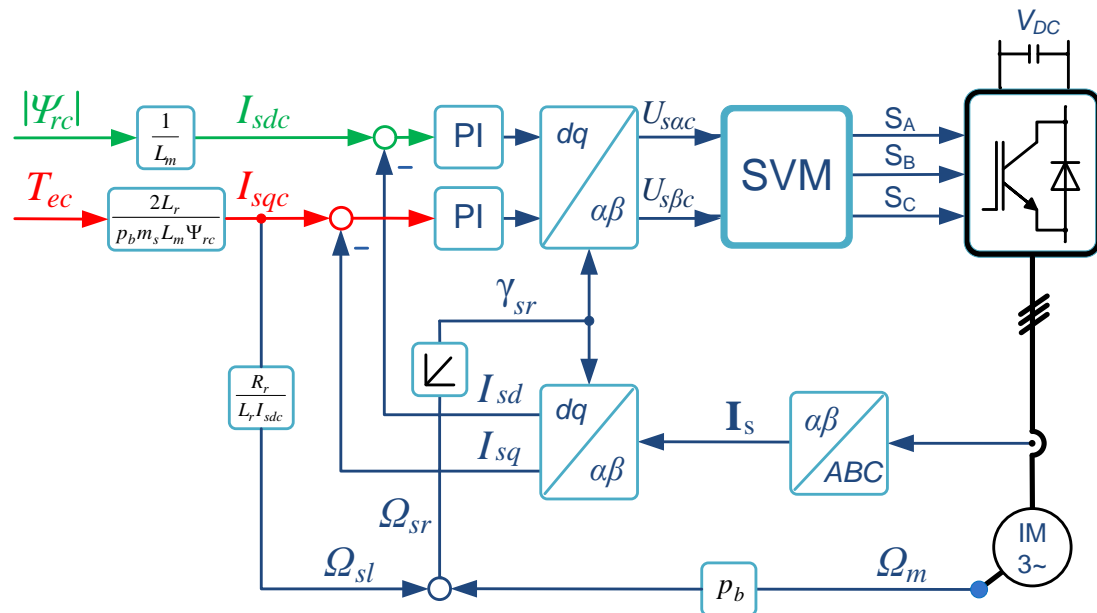 V_DC
|Ψ_rc|
1/L_m
I_sdc
PI
dq
αβ
U_sαc
SVM
S_A
S_B
S_C
T_ec
2L_r/p_b m_s L_m Ψ_rc
I_sqc
–
PI
U_sβc
–
γ_sr
R_r/L_r I_sdc
I_sd
dq
αβ
I_s
αβ
ABC
I_sq
Ω_sr
IM
3~
Ω_sl
p_b
Ω_m